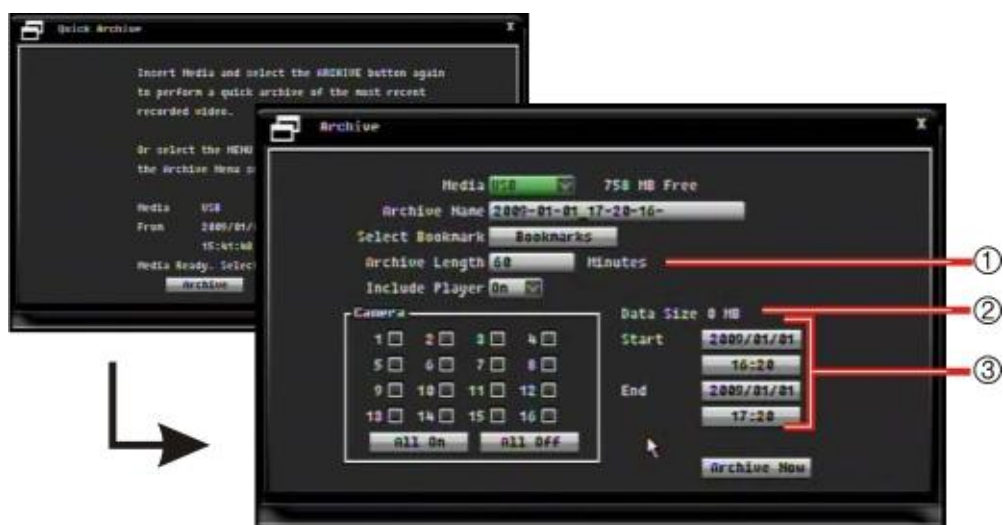 Quick Archive X
Insert Media and select the ARCHIVE button again
to perform a quick archive of the most recent
recorded video.
Or select the MENU
the Archive Menu
Media USB
From 2009/01/
15:41:40
Media Ready. Selec
Archive
Archive X
Media USB 758 MB Free
Archive Name 2009-01-01_17-20-16-
Select Bookmark Bookmarks
Archive Length 60 Minutes ①
Include Player On
Camera
1 2 3 4
5 6 7 8
9 10 11 12
13 14 15 16
All On All Off
Data Size 0 MB ②
Start 2009/01/01
16:20
End 2009/01/01
17:20
③
Archive Now